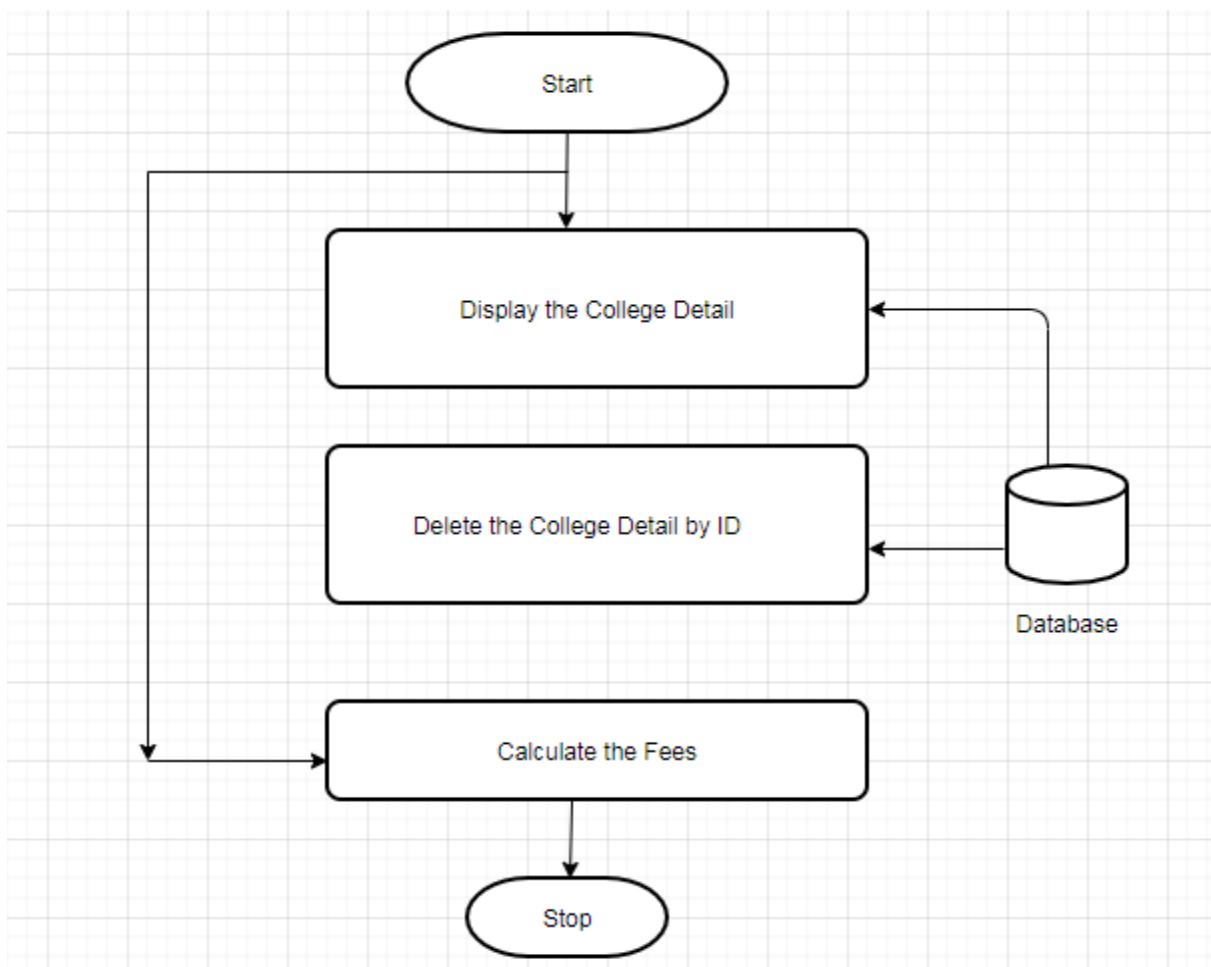 Start
Display the College Detail
Delete the College Detail by ID
Database
Calculate the Fees
Stop